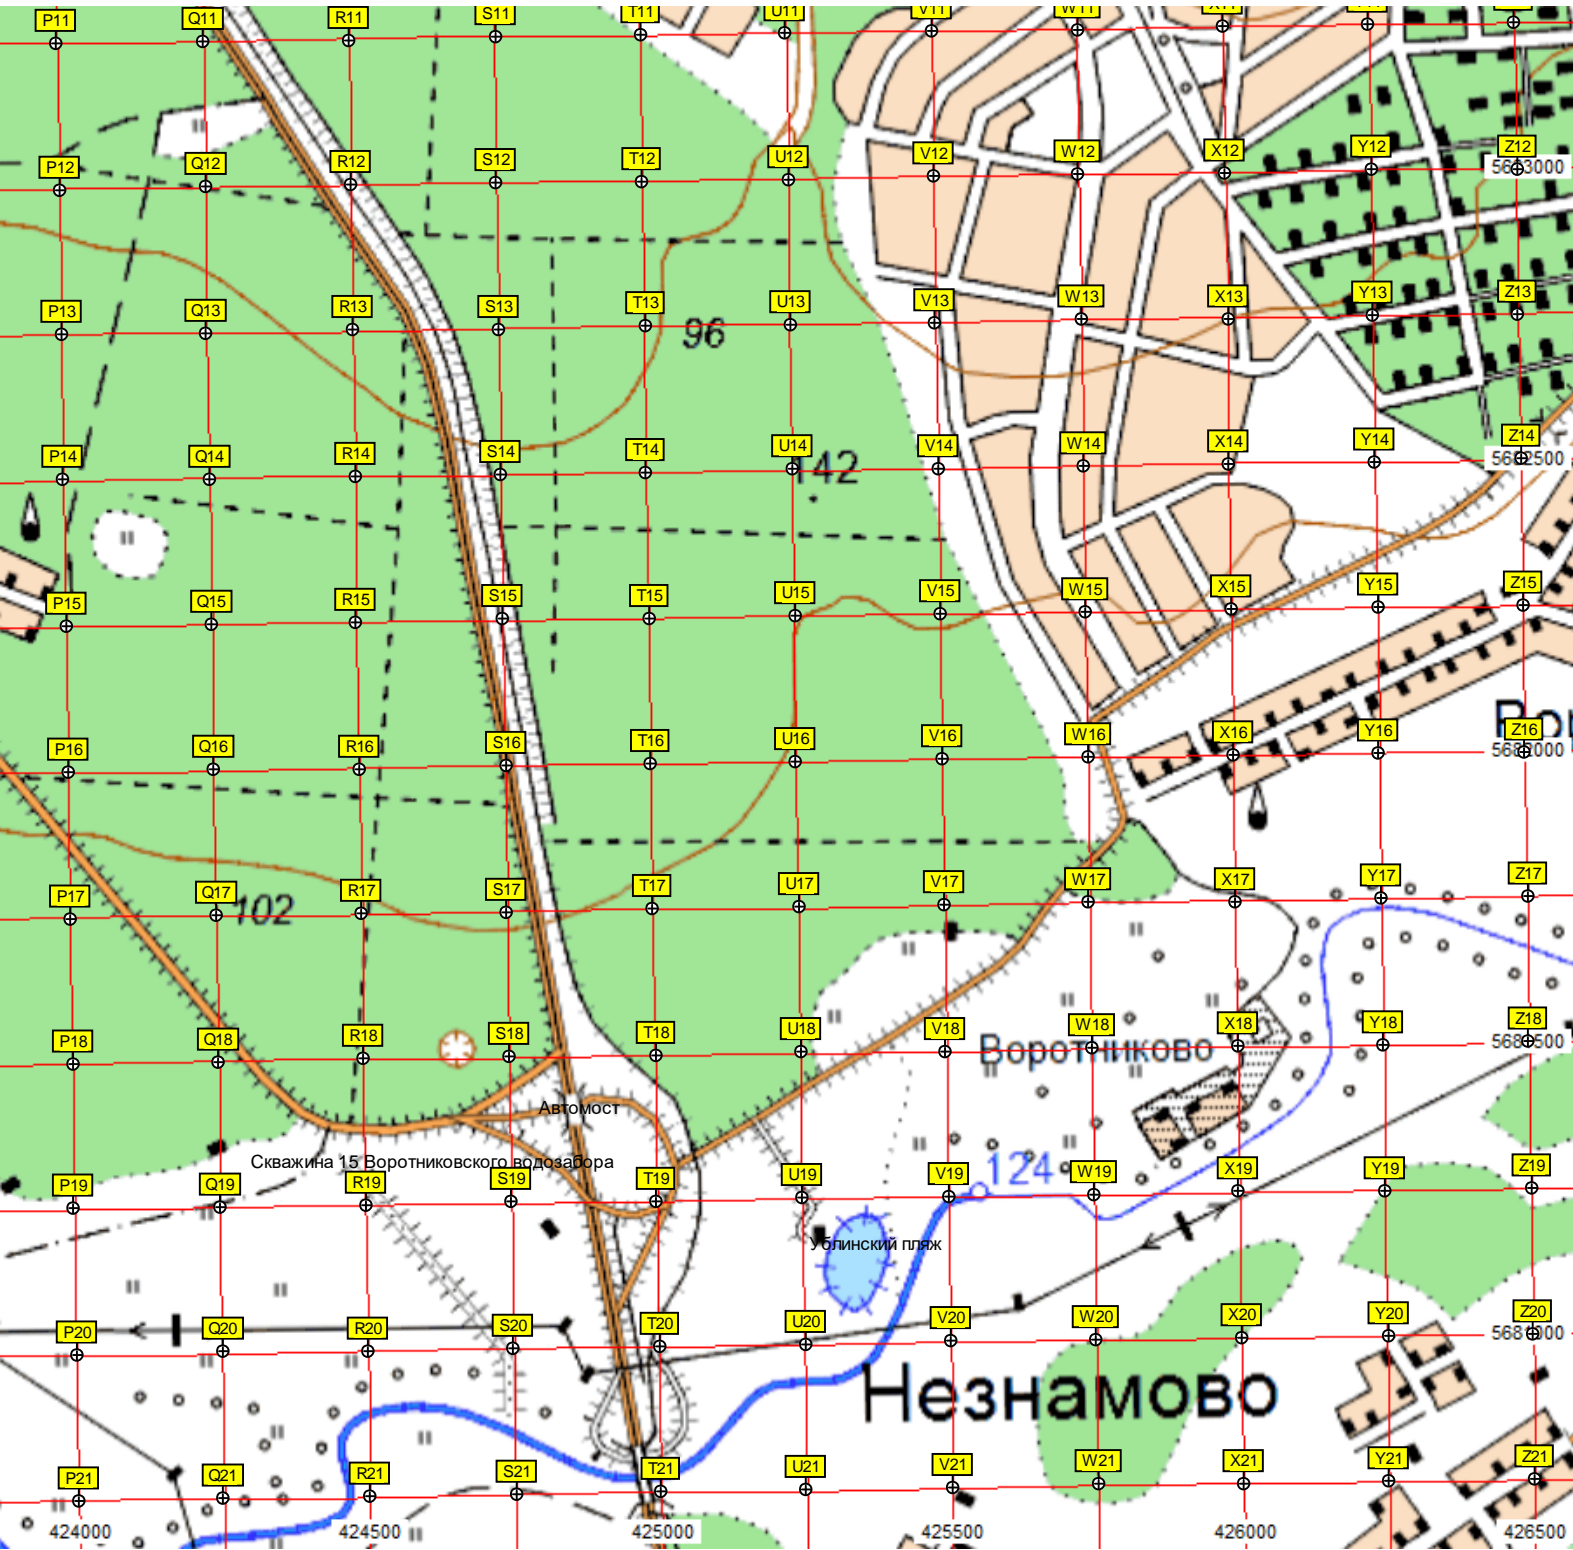 P11 Q11 R11 S11 T11 U11 V11 W11 X11
P12 Q12 R12 S12 T12 U12 V12 W12 X12 Y12 Z12
5683000
P13 Q13 R13 S13 T13 U13 V13 W13 X13 Y13 Z13
96
P14 Q14 R14 S14 T14 U14 V14 W14 X14 Y14 Z14
142
5682500
P15 Q15 R15 S15 T15 U15 V15 W15 X15 Y15 Z15
P16 Q16 R16 S16 T16 U16 V16 W16 X16 Y16 Z16
5682000
P17 Q17 R17 S17 T17 U17 V17 W17 X17 Y17 Z17
102
P18 Q18 R18 S18 T18 U18 V18 W18 X18 Y18 Z18
Воротниково
5681500
Автомост
Скважина 15 Воротниковского водозабора
P19 Q19 R19 S19 T19 U19 V19 W19 X19 Y19 Z19
124
Ублинский пляж
P20 Q20 R20 S20 T20 U20 V20 W20 X20 Y20 Z20
5681000
Незнамово
P21 Q21 R21 S21 T21 U21 V21 W21 X21 Y21 Z21
424000 424500 425000 425500 426000 426500